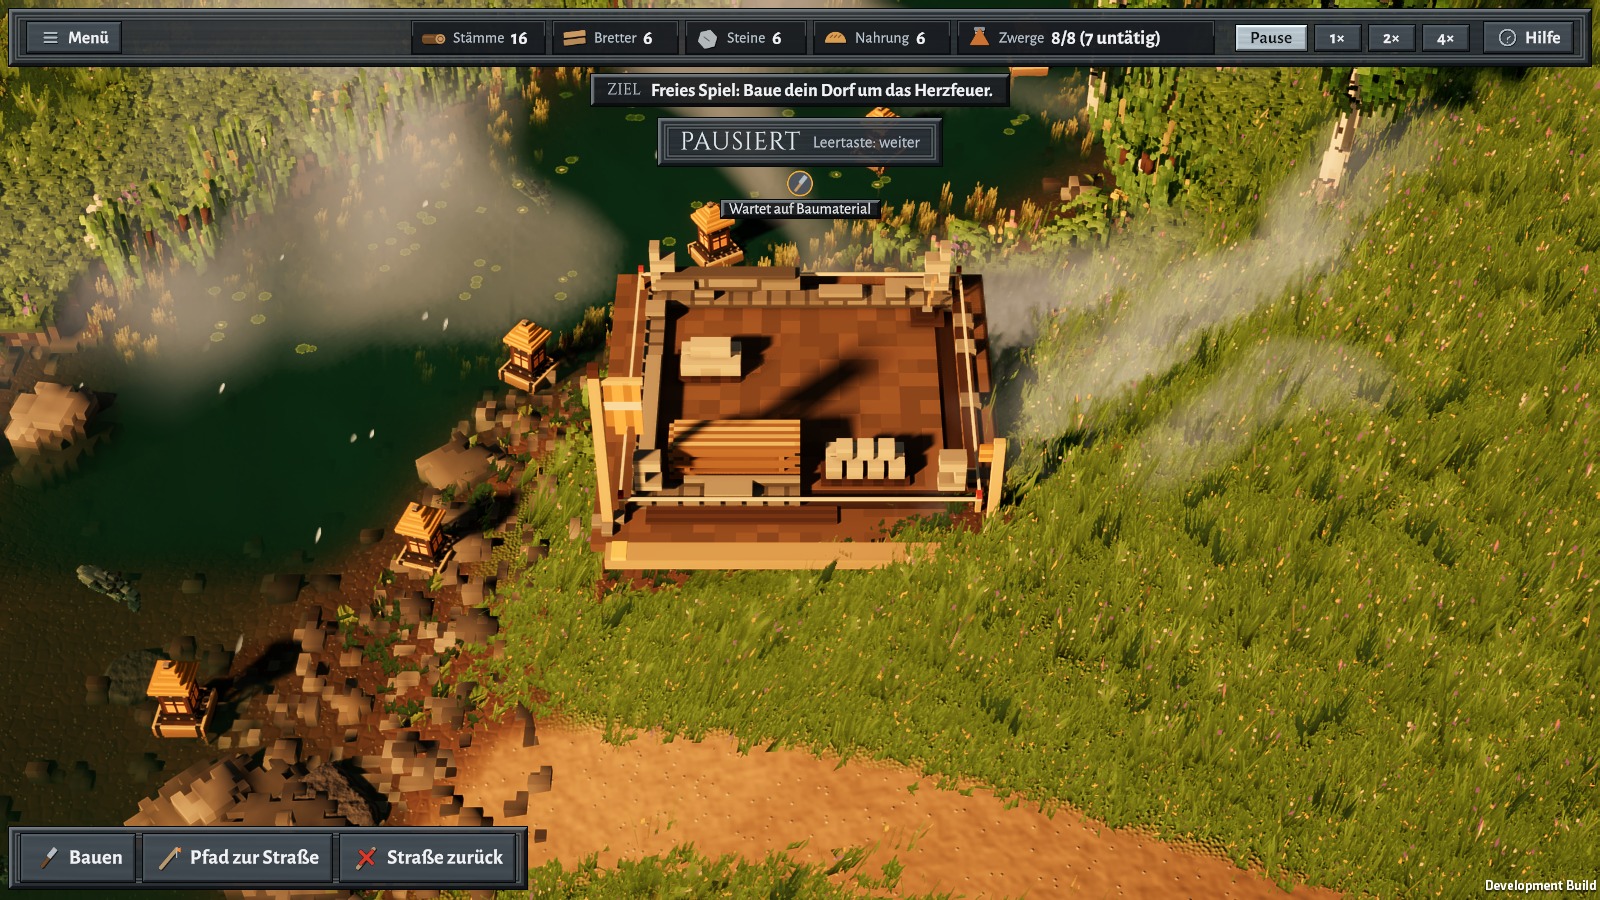 Menü
Stämme 16
Bretter 6
Steine 6
Nahrung 6
Zwerge 8/8 (7 untätig)
Pause
1×
2×
4×
Hilfe
ZIEL Freies Spiel: Baue dein Dorf um das Herzfeuer.
PAUSIERT Leertaste: weiter
Wartet auf Baumaterial
Bauen
Pfad zur Straße
Straße zurück
Development Build